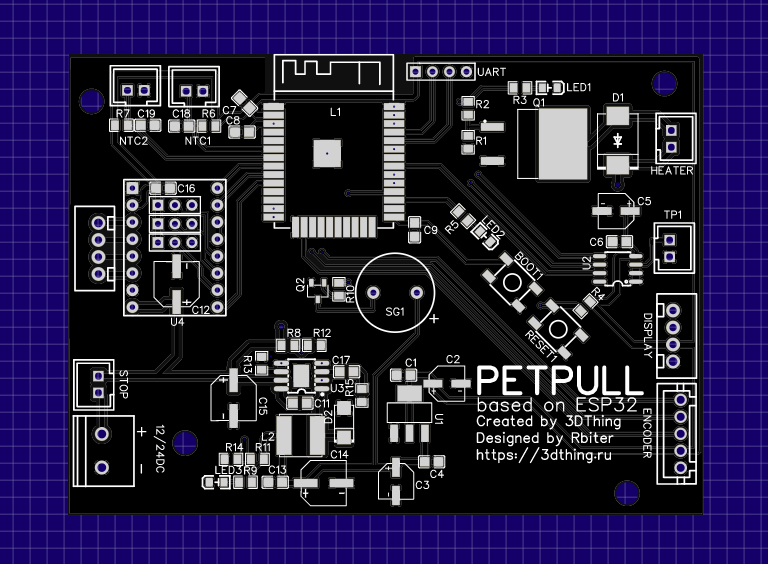 UART
LED1
R3
Q1
D1
R2
R7
C19
C18
R6
C7
C8
L1
NTC2
NTC1
R1
HEATER
C16
C5
TP1
R5
LED2
C9
C6
U2
BOOT1
Q2
R10
SG1
R4
C12
U4
+
RESET1
DISPLAY
R8
R12
R13
C17
U3
R15
C1
C2
STOP
PETPULL
C15
C11
D2
based on ESP32
Created by 3DThing
Designed by Rbiter
https://3dthing.ru
U1
ENCODER
12/24DC
+
-
L2
R14
R11
C14
LED3
R9
C13
C4
C3